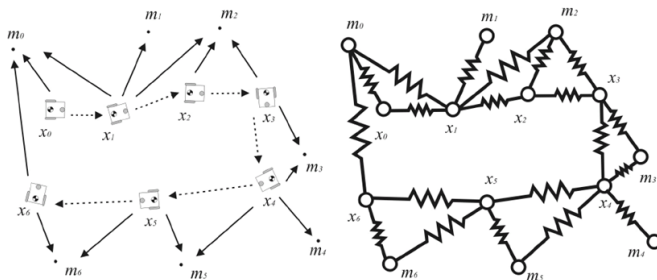 m₀ m₁ m₂
x₀ x₁ x₂ x₃
m₃
x₆ x₅ x₄
m₆ m₅ m₄
m₀ m₁ m₂
x₃
x₀ x₁ x₂
m₃
x₆ x₅ x₄
m₆ m₅ m₄